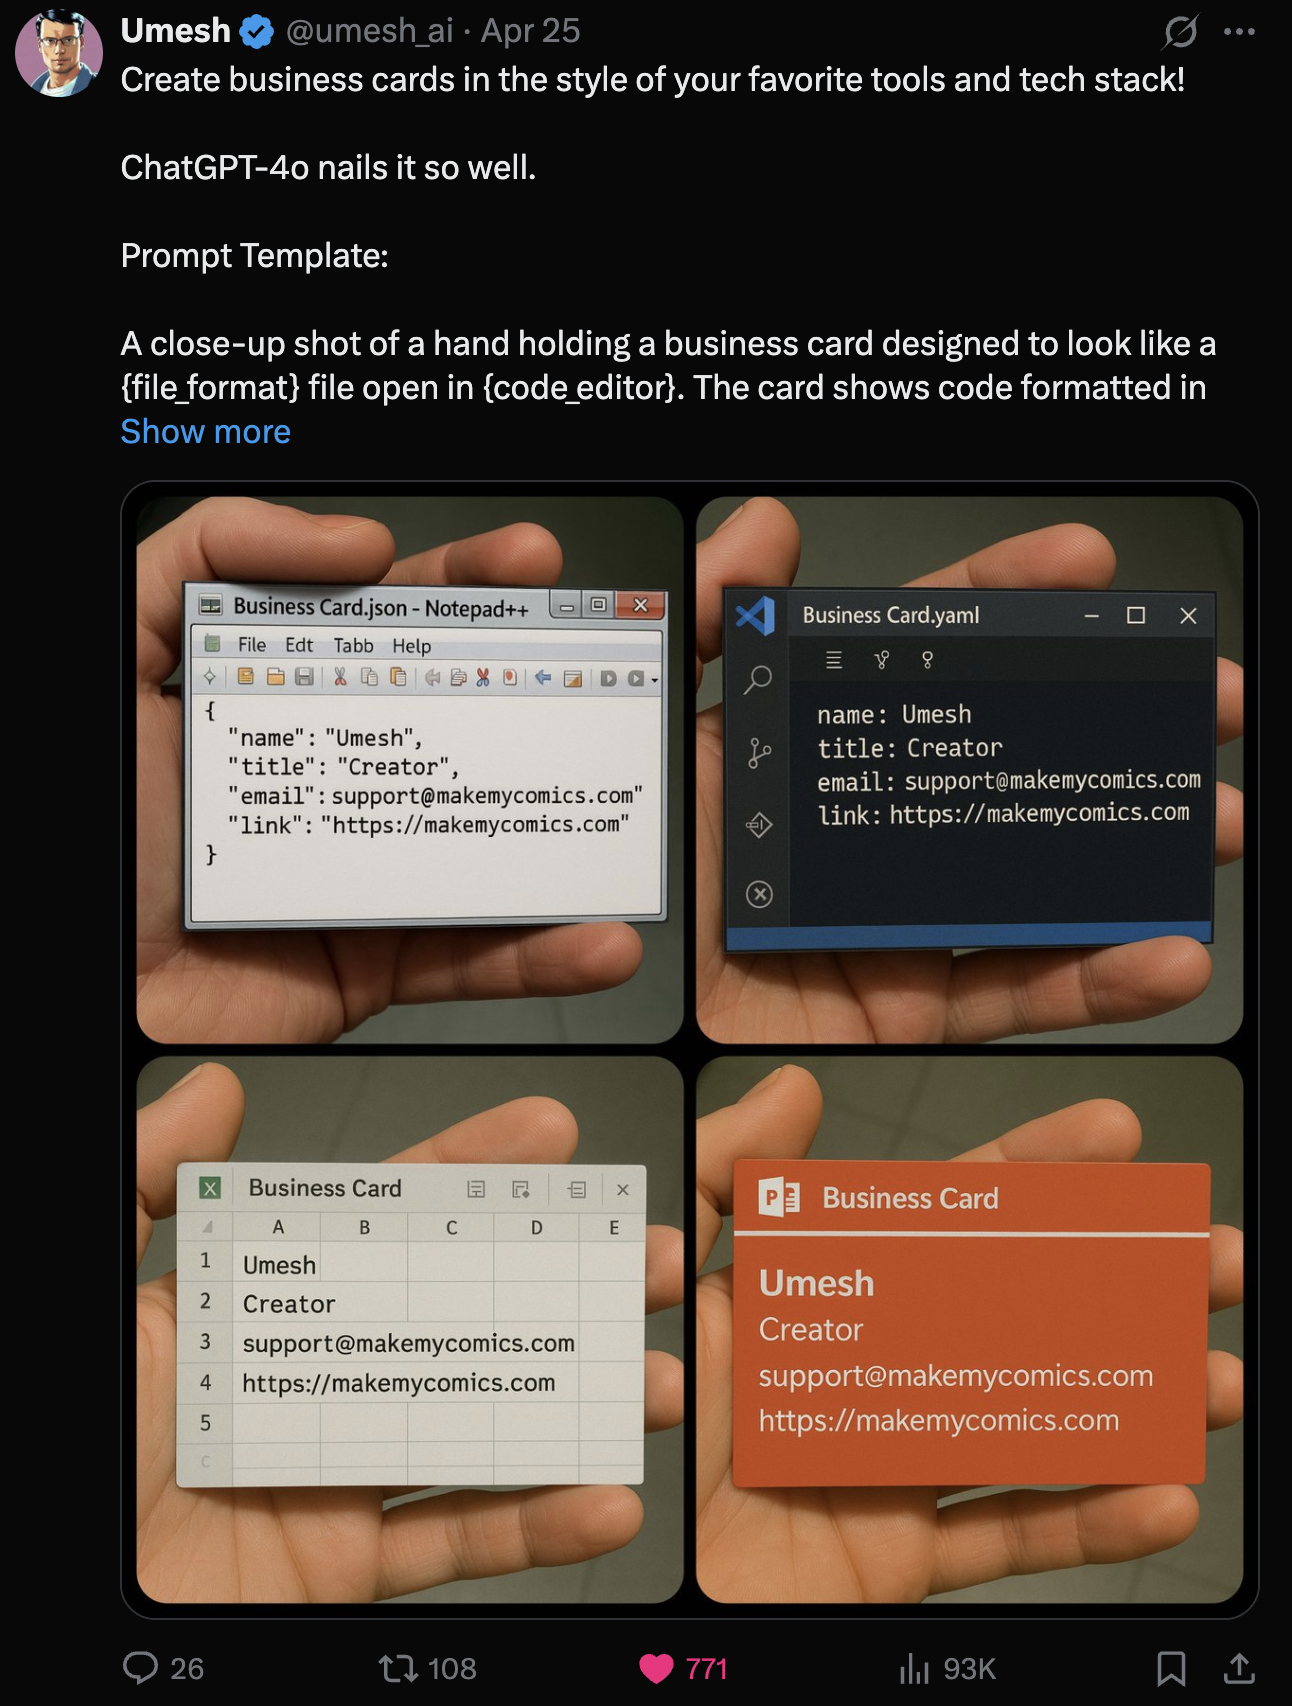 Umesh @umesh_ai · Apr 25
Create business cards in the style of your favorite tools and tech stack!
ChatGPT-4o nails it so well.
Prompt Template:
A close-up shot of a hand holding a business card designed to look like a
{file_format} file open in {code_editor}. The card shows code formatted in
Show more
Business Card.json - Notepad++
File Edt Tabb Help
{
"name": "Umesh",
"title": "Creator",
"email": support@makemycomics.com"
"link": "https://makemycomics.com"
}
Business Card.yaml
name: Umesh
title: Creator
email: support@makemycomics.com
link: https://makemycomics.com
X Business Card
A B C D E
1 Umesh
2 Creator
3 support@makemycomics.com
4 https://makemycomics.com
5
C
P Business Card
Umesh
Creator
support@makemycomics.com
https://makemycomics.com
26 108 771 93K